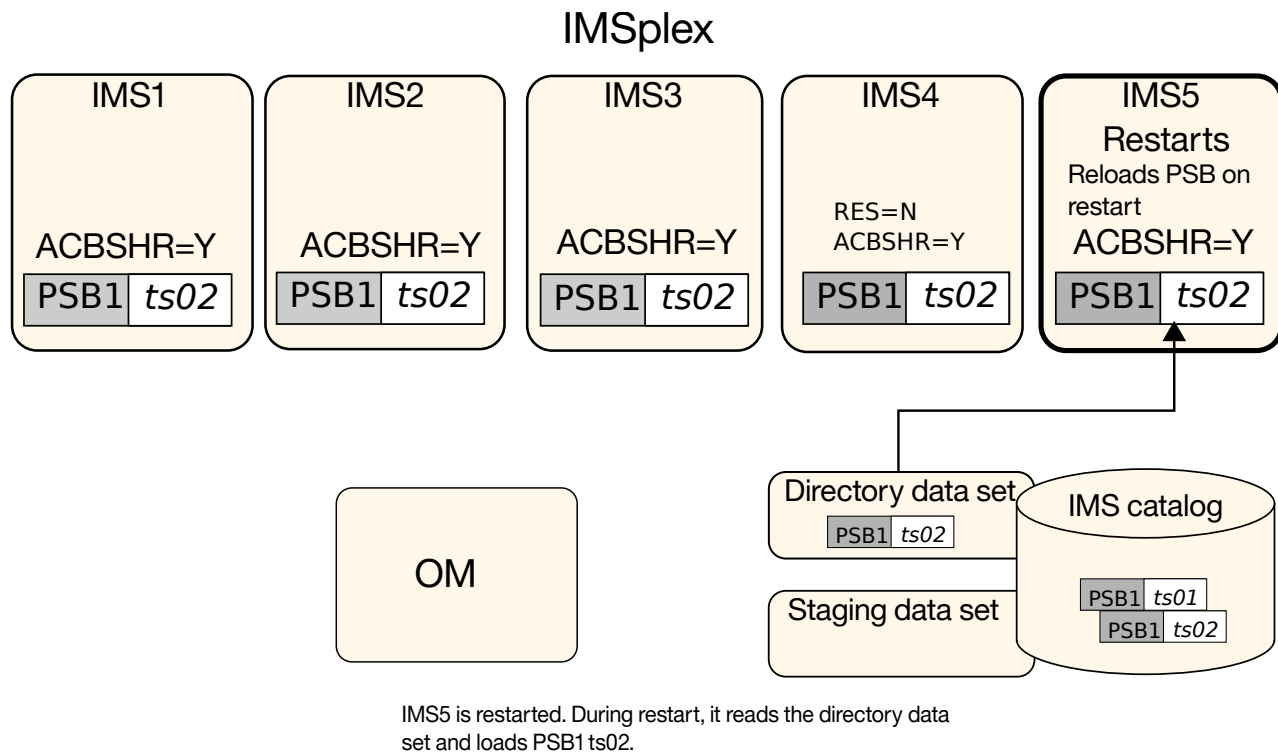 IMSplex
IMS1
IMS2
IMS3
IMS4
IMS5
Restarts
Reloads PSB on
restart
RES=N
ACBSHR=Y
ACBSHR=Y
ACBSHR=Y
ACBSHR=Y
ACBSHR=Y
PSB1 ts02
PSB1 ts02
PSB1 ts02
PSB1 ts02
PSB1 ts02
Directory data set
PSB1 ts02
IMS catalog
OM
Staging data set
PSB1 ts01
PSB1 ts02
IMS5 is restarted. During restart, it reads the directory data
set and loads PSB1 ts02.